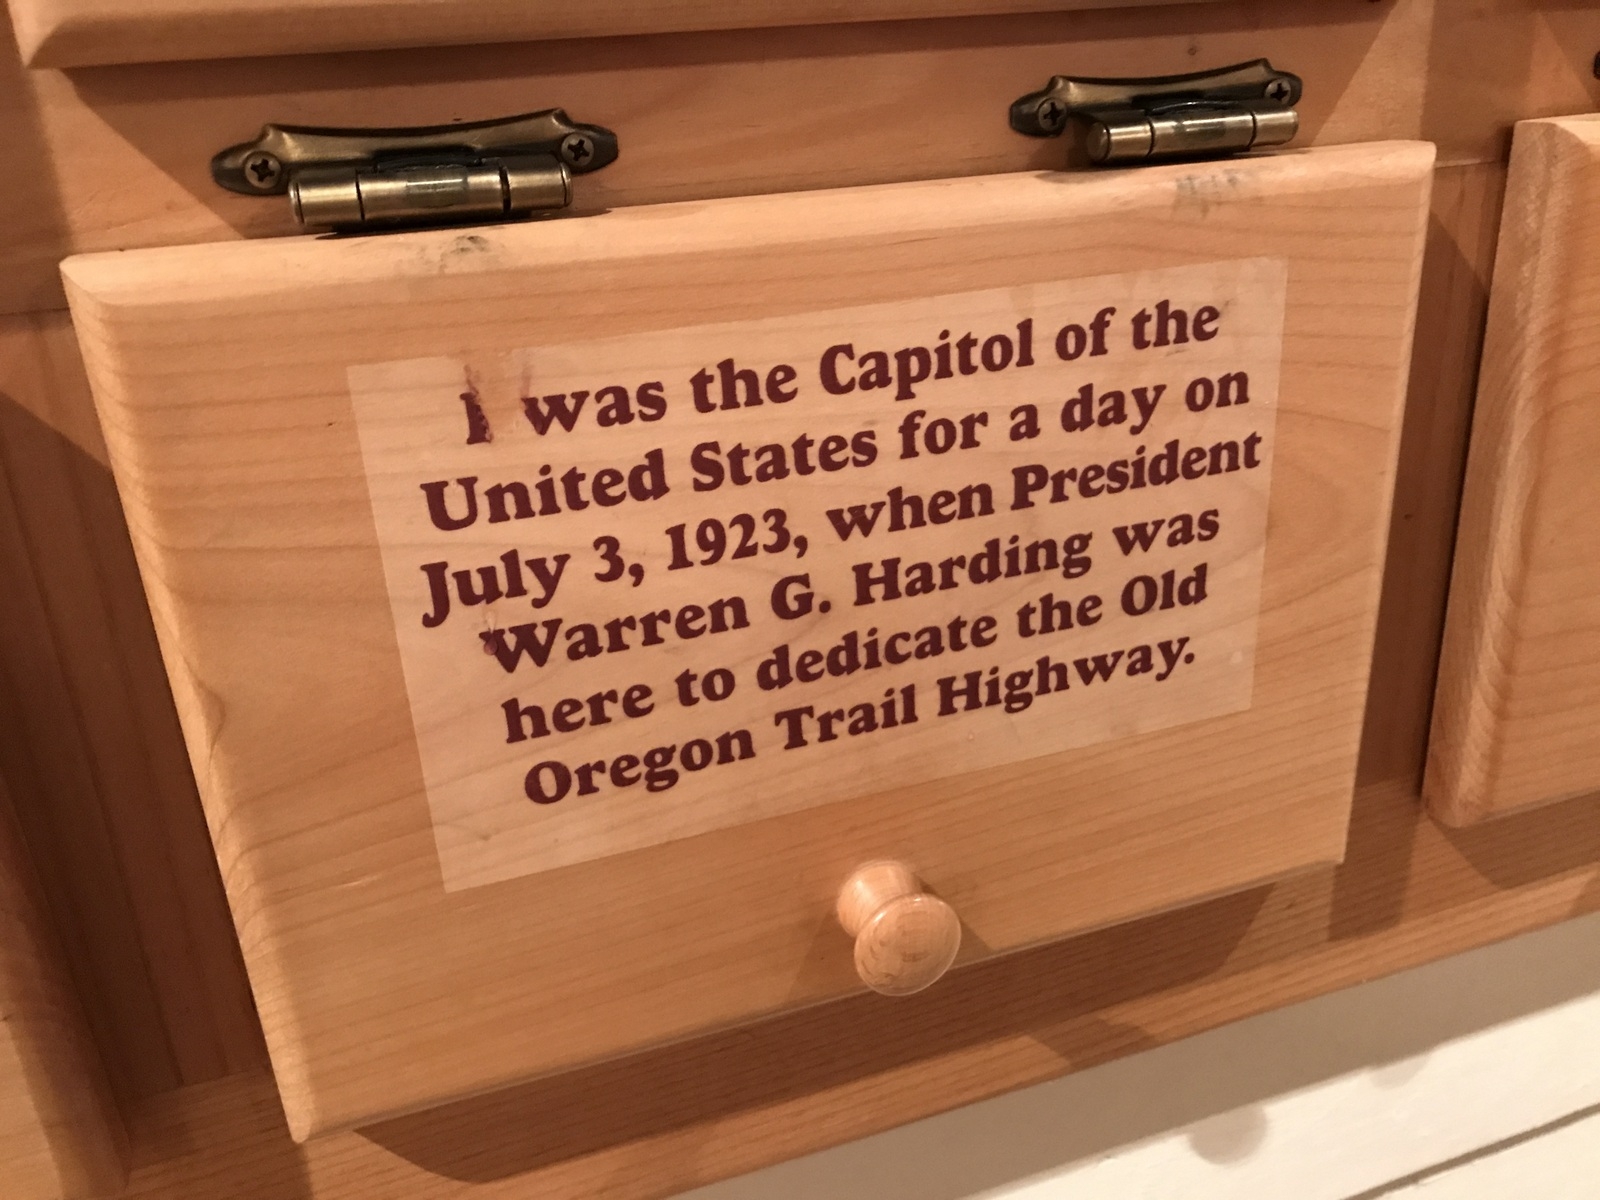 I was the Capitol of the
United States for a day on
July 3, 1923, when President
Warren G. Harding was
here to dedicate the Old
Oregon Trail Highway.